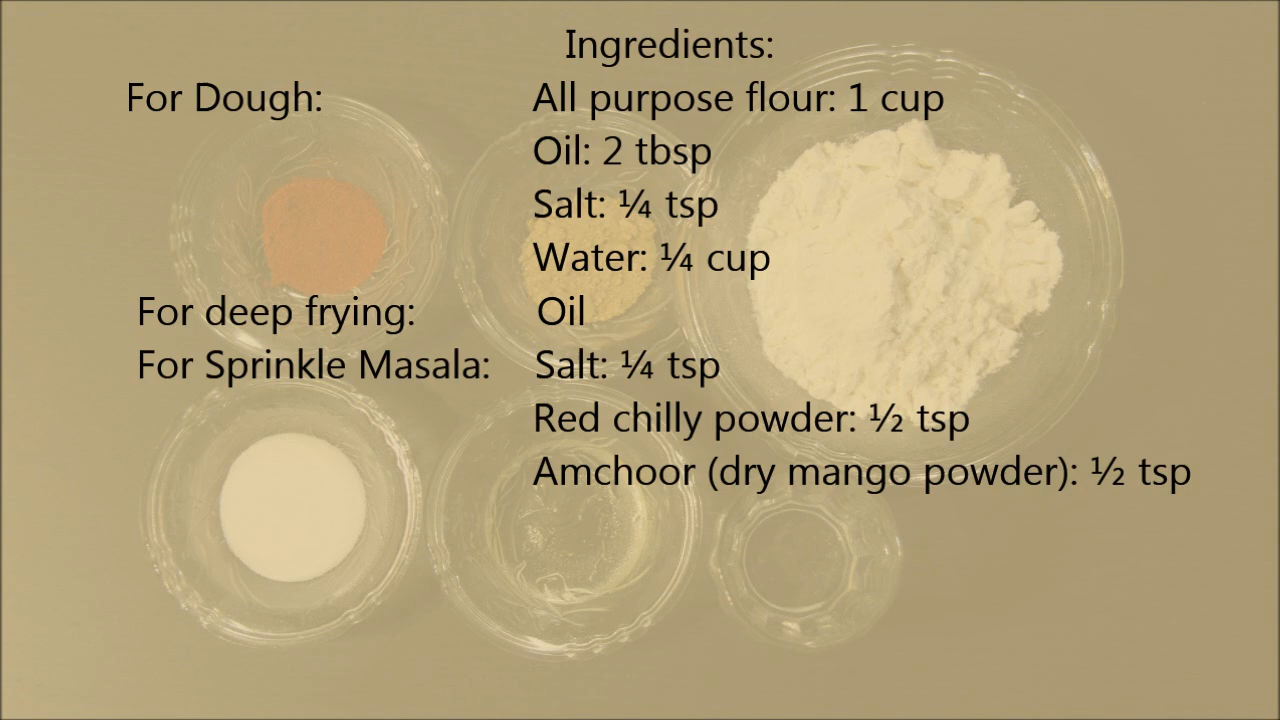 Ingredients:
For Dough: All purpose flour: 1 cup
Oil: 2 tbsp
Salt: ¼ tsp
Water: ¼ cup
For deep frying: Oil
For Sprinkle Masala: Salt: ¼ tsp
Red chilly powder: ½ tsp
Amchoor (dry mango powder): ½ tsp